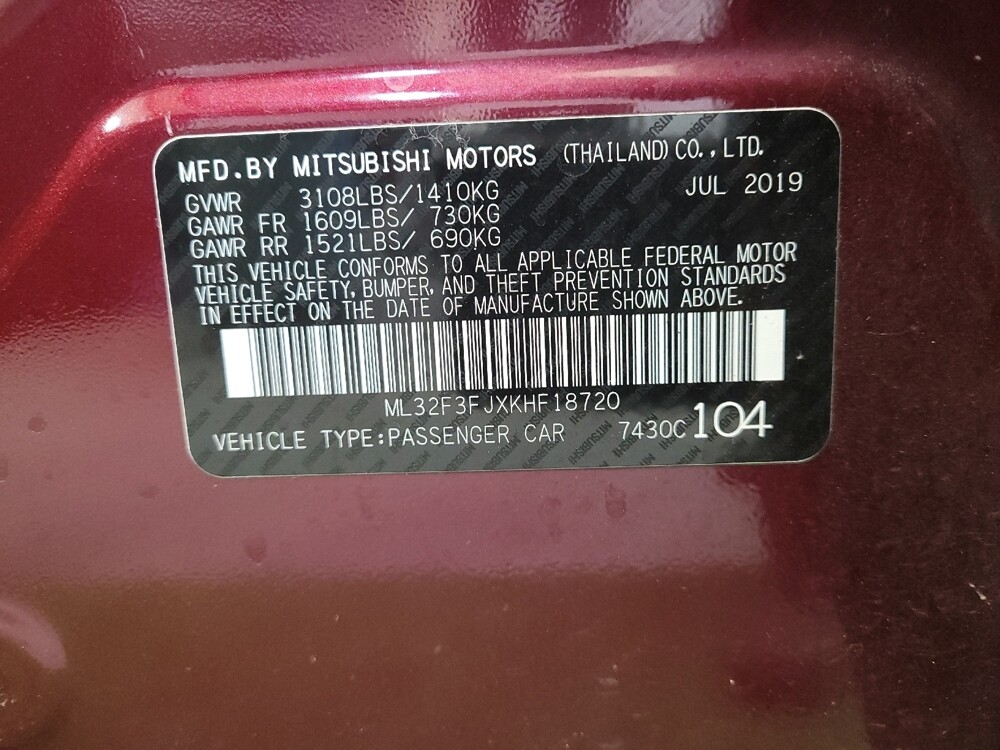 MFD.BY MITSUBISHI MOTORS (THAILAND)CO.,LTD.
GVWR 3108LBS/1410KG JUL 2019
GAWR FR 1609LBS/ 730KG
GAWR RR 1521LBS/ 690KG
THIS VEHICLE CONFORMS TO ALL APPLICABLE FEDERAL MOTOR
VEHICLE SAFETY, BUMPER, AND THEFT PREVENTION STANDARDS
IN EFFECT ON THE DATE OF MANUFACTURE SHOWN ABOVE.
ML32F3FJXKHF18720
VEHICLE TYPE:PASSENGER CAR 7430C 104